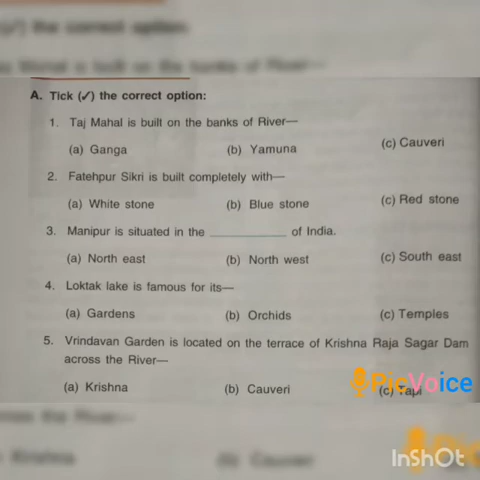 A. Tick (✓) the correct option:
1. Taj Mahal is built on the banks of River—
(a) Ganga (b) Yamuna (c) Cauveri
2. Fatehpur Sikri is built completely with—
(a) White stone (b) Blue stone (c) Red stone
3. Manipur is situated in the __________ of India.
(a) North east (b) North west (c) South east
4. Loktak lake is famous for its—
(a) Gardens (b) Orchids (c) Temples
5. Vrindavan Garden is located on the terrace of Krishna Raja Sagar Dam
across the River—
PicVoice
(a) Krishna (b) Cauveri (c) Tapi
InShOt